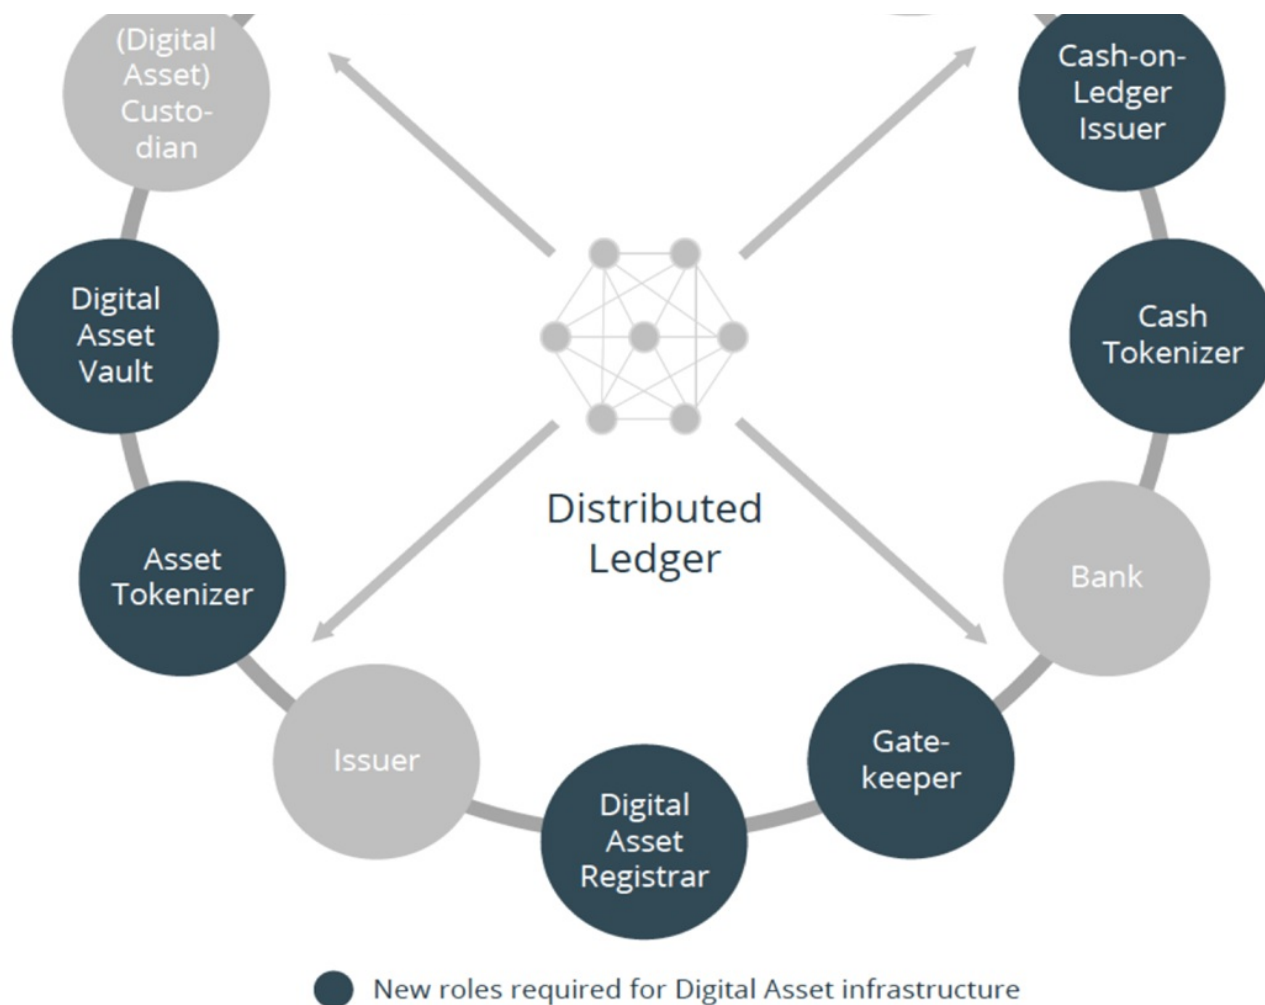 (Digital
Asset)
Custo-
dian
Cash-on-
Ledger
Issuer
Digital
Asset
Vault
Cash
Tokenizer
Distributed
Ledger
Asset
Tokenizer
Bank
Issuer
Gate-
keeper
Digital
Asset
Registrar
New roles required for Digital Asset infrastructure